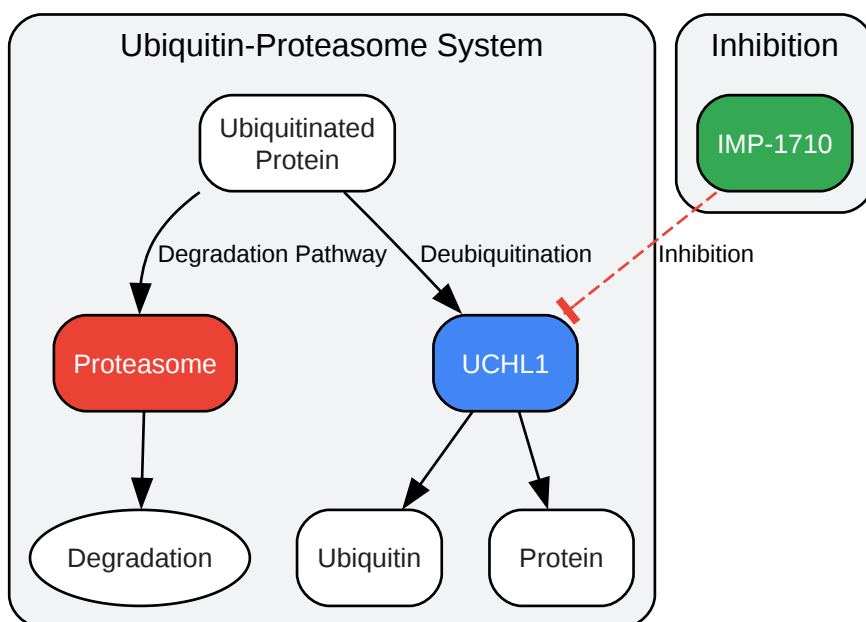 Ubiquitin-Proteasome System
Inhibition
Ubiquitinated
Protein
IMP-1710
Degradation Pathway
Deubiquitination
Inhibition
Proteasome
UCHL1
Degradation
Ubiquitin
Protein